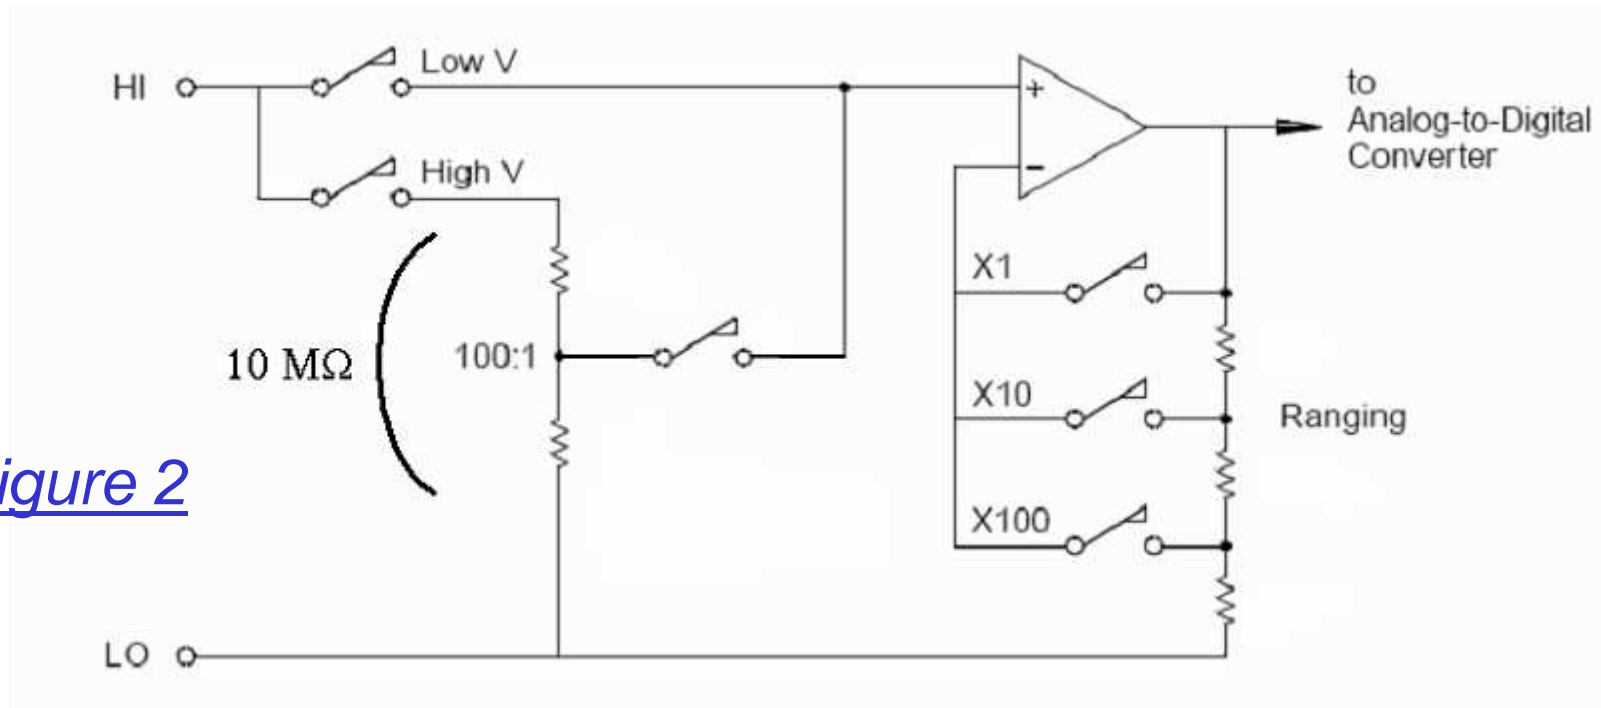 HI
Low V
High V
10 MΩ
100:1
LO
+
−
to
Analog-to-Digital
Converter
X1
X10
X100
Ranging
igure 2